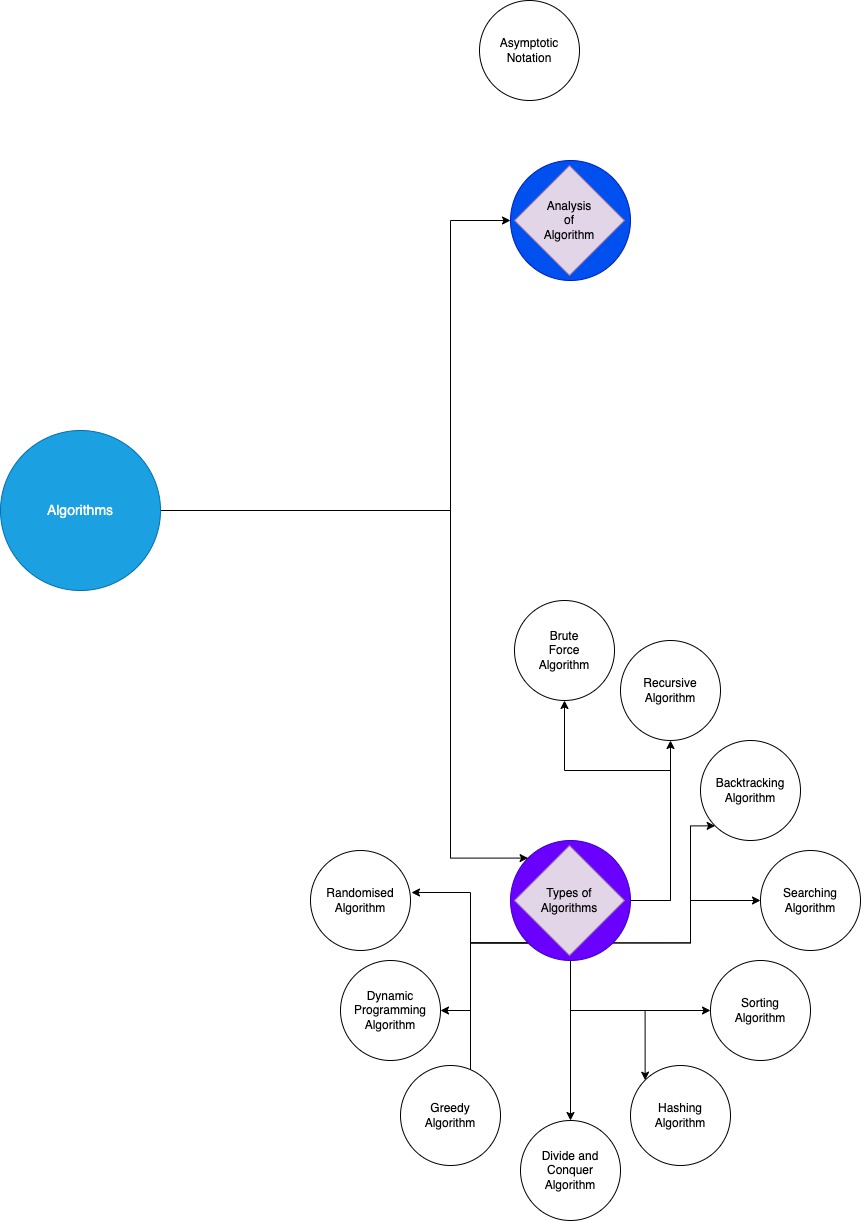 Asymptotic
Notation
Analysis
of
Algorithm
Algorithms
Brute
Force
Algorithm
Recursive
Algorithm
Backtracking
Algorithm
Types of
Algorithms
Randomised
Algorithm
Searching
Algorithm
Dynamic
Programming
Algorithm
Sorting
Algorithm
Greedy
Algorithm
Hashing
Algorithm
Divide and
Conquer
Algorithm